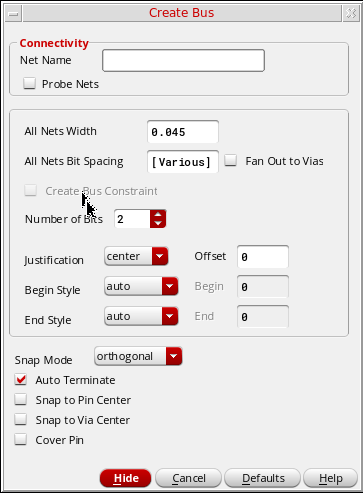 Create Bus
Connectivity
Net Name
Probe Nets
All Nets Width 0.045
All Nets Bit Spacing [Various] Fan Out to Vias
Create Bus Constraint
Number of Bits 2
Justification center Offset 0
Begin Style auto Begin 0
End Style auto End 0
Snap Mode orthogonal
Auto Terminate
Snap to Pin Center
Snap to Via Center
Cover Pin
Hide Cancel Defaults Help